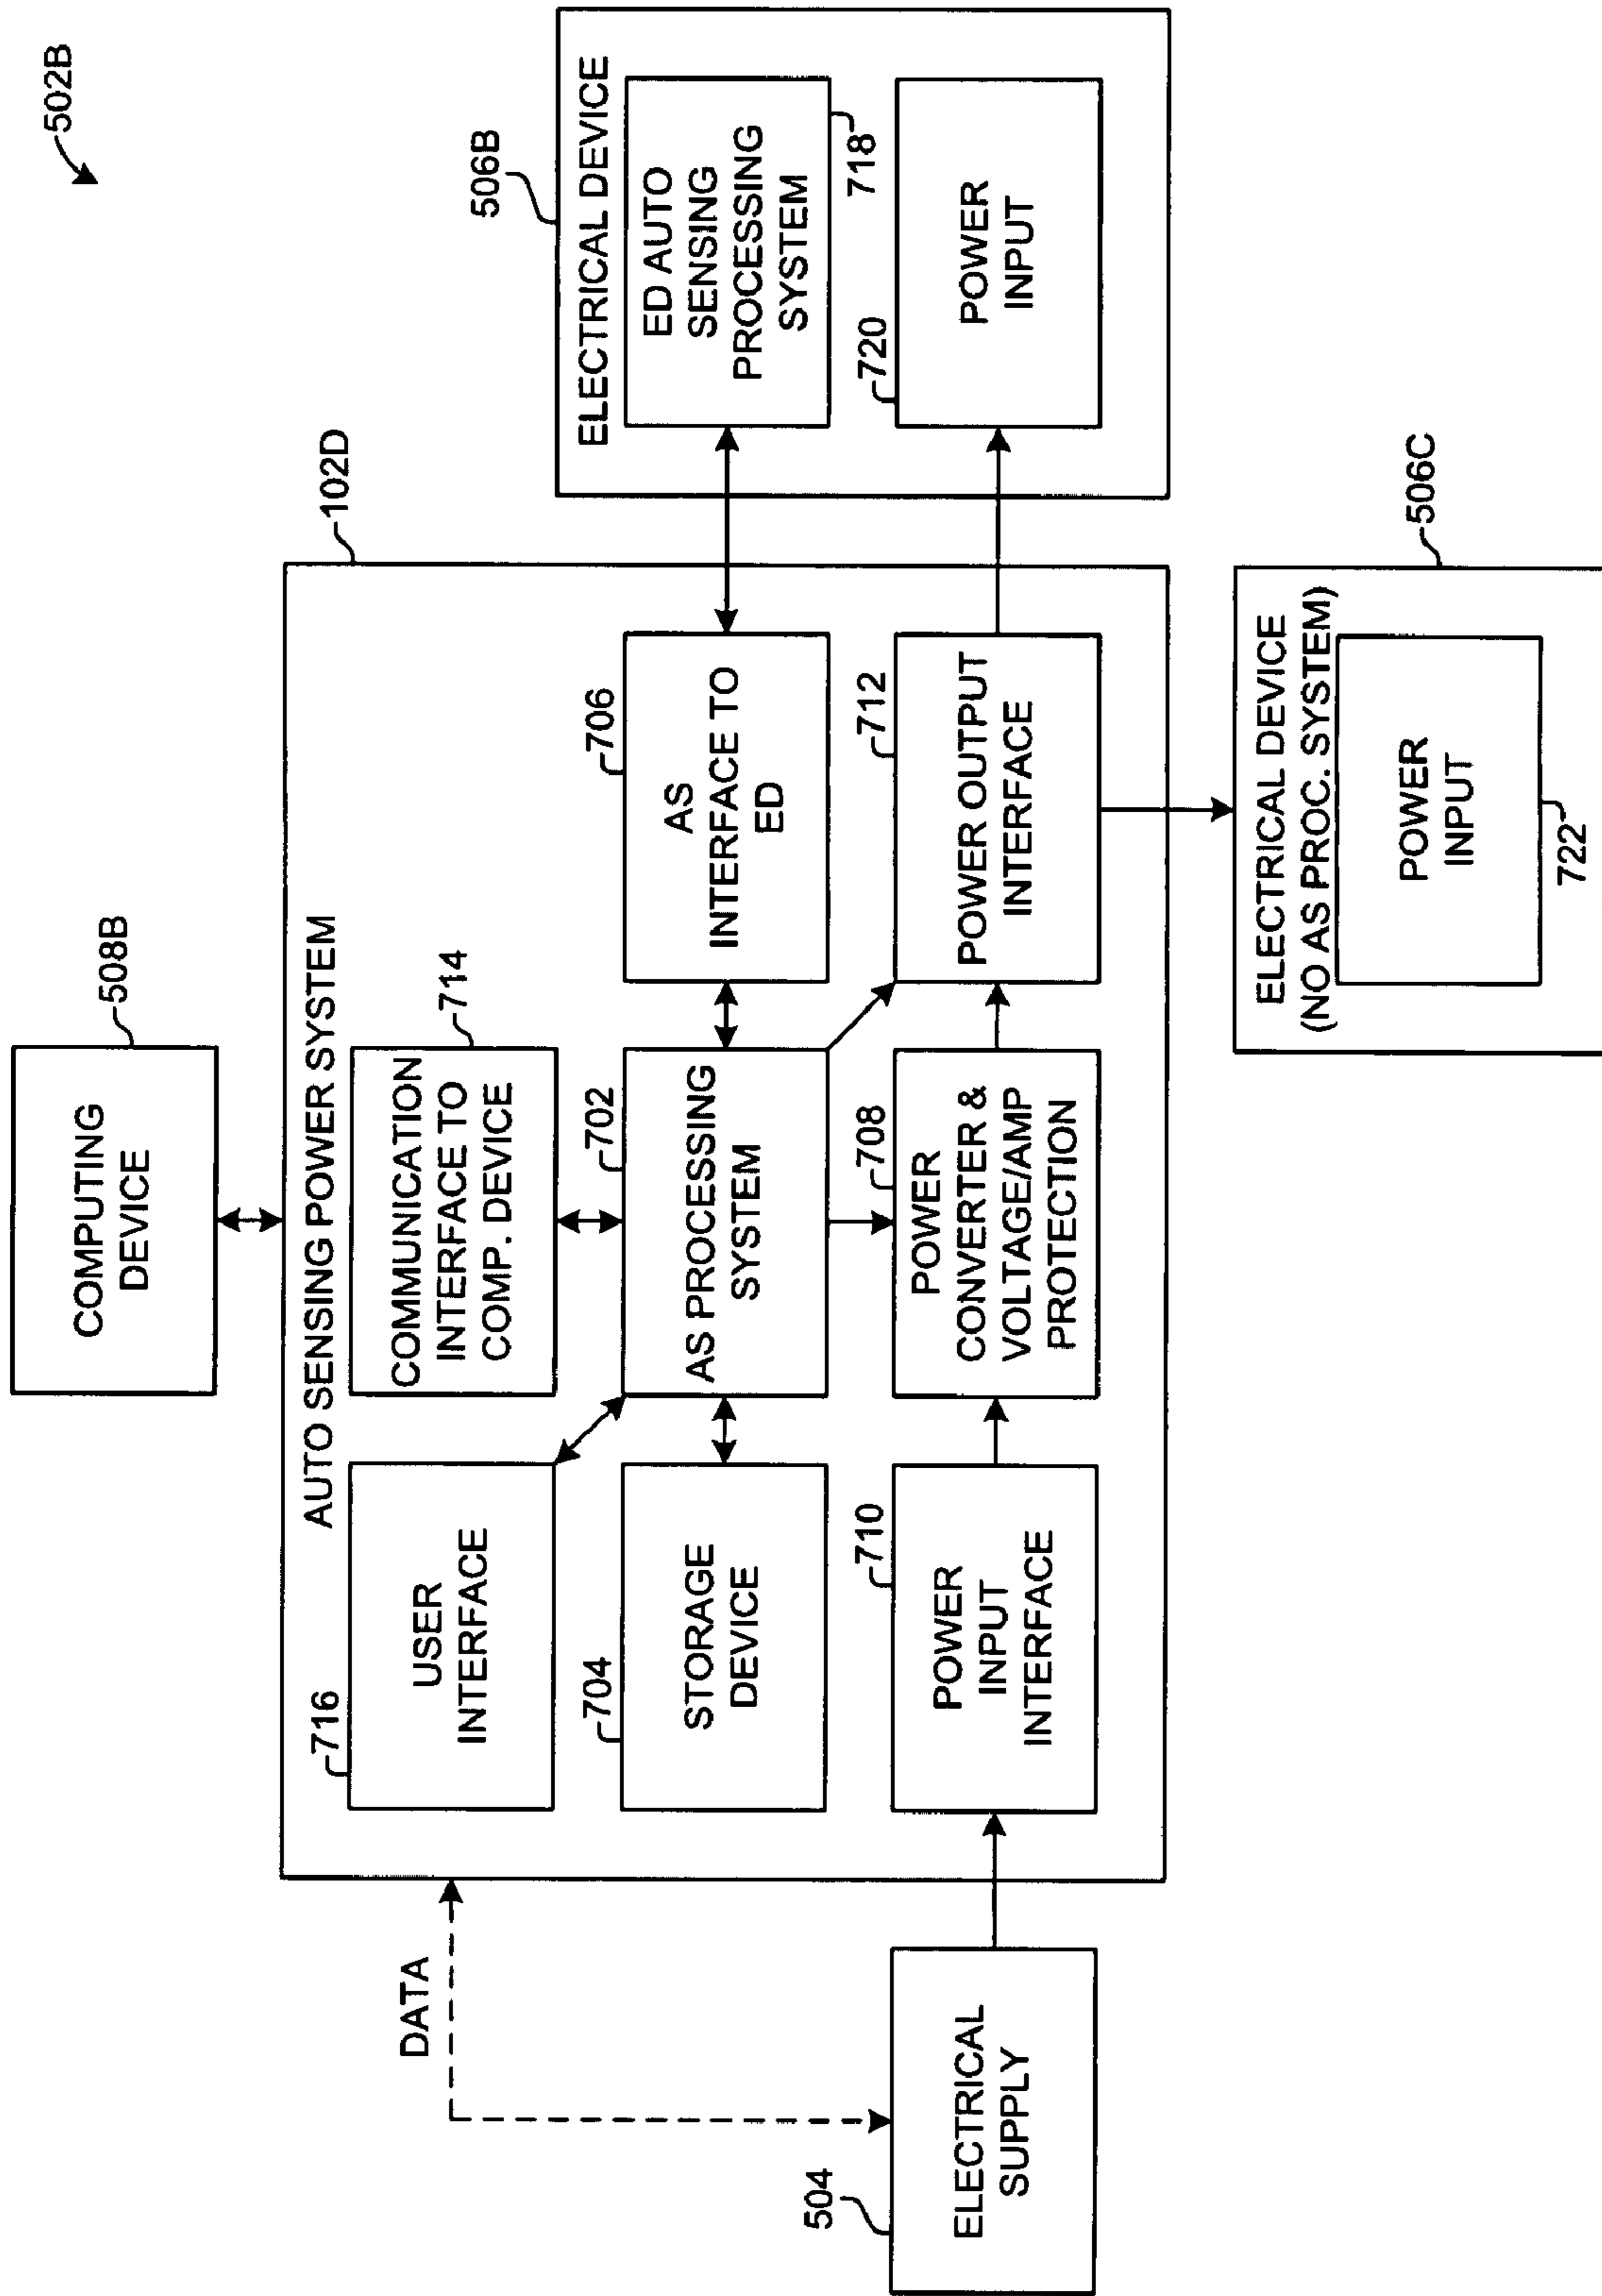 502B
COMPUTING
DEVICE
508B
AUTO SENSING POWER SYSTEM
102D
716
USER
INTERFACE
COMMUNICATION
INTERFACE TO
COMP. DEVICE
714
704
STORAGE
DEVICE
702
AS PROCESSING
SYSTEM
706
AS
INTERFACE TO
ED
710
POWER
INPUT
INTERFACE
708
POWER
CONVERTER &
VOLTAGE/AMP
PROTECTION
712
POWER OUTPUT
INTERFACE
DATA
504
ELECTRICAL
SUPPLY
506B
ELECTRICAL DEVICE
ED AUTO
SENSING
PROCESSING
SYSTEM
718
720
POWER
INPUT
506C
ELECTRICAL DEVICE
(NO AS PROC. SYSTEM)
POWER
INPUT
722